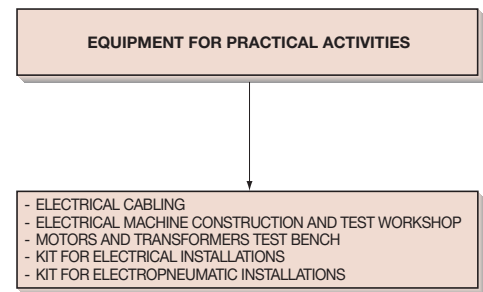 EQUIPMENT FOR PRACTICAL ACTIVITIES
- ELECTRICAL CABLING
- ELECTRICAL MACHINE CONSTRUCTION AND TEST WORKSHOP
- MOTORS AND TRANSFORMERS TEST BENCH
- KIT FOR ELECTRICAL INSTALLATIONS
- KIT FOR ELECTROPNEUMATIC INSTALLATIONS